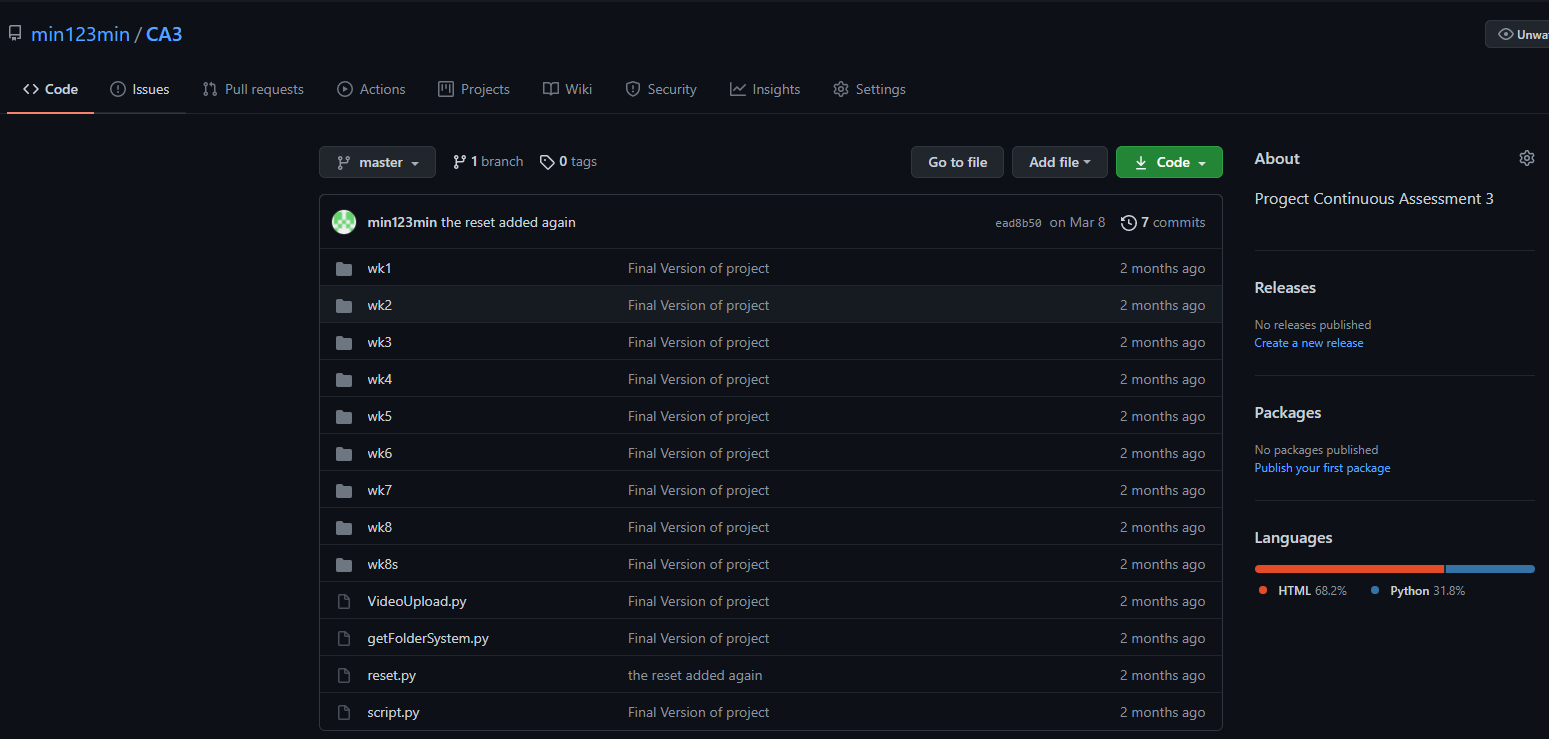 min123min / CA3
Unwat
Code Issues Pull requests Actions Projects Wiki Security Insights Settings
master 1 branch 0 tags Go to file Add file Code
min123min the reset added again ead8b50 on Mar 8 7 commits
wk1 Final Version of project 2 months ago
wk2 Final Version of project 2 months ago
wk3 Final Version of project 2 months ago
wk4 Final Version of project 2 months ago
wk5 Final Version of project 2 months ago
wk6 Final Version of project 2 months ago
wk7 Final Version of project 2 months ago
wk8 Final Version of project 2 months ago
wk8s Final Version of project 2 months ago
VideoUpload.py Final Version of project 2 months ago
getFolderSystem.py Final Version of project 2 months ago
reset.py the reset added again 2 months ago
script.py Final Version of project 2 months ago
About
Progect Continuous Assessment 3
Releases
No releases published
Create a new release
Packages
No packages published
Publish your first package
Languages
HTML 68.2% Python 31.8%